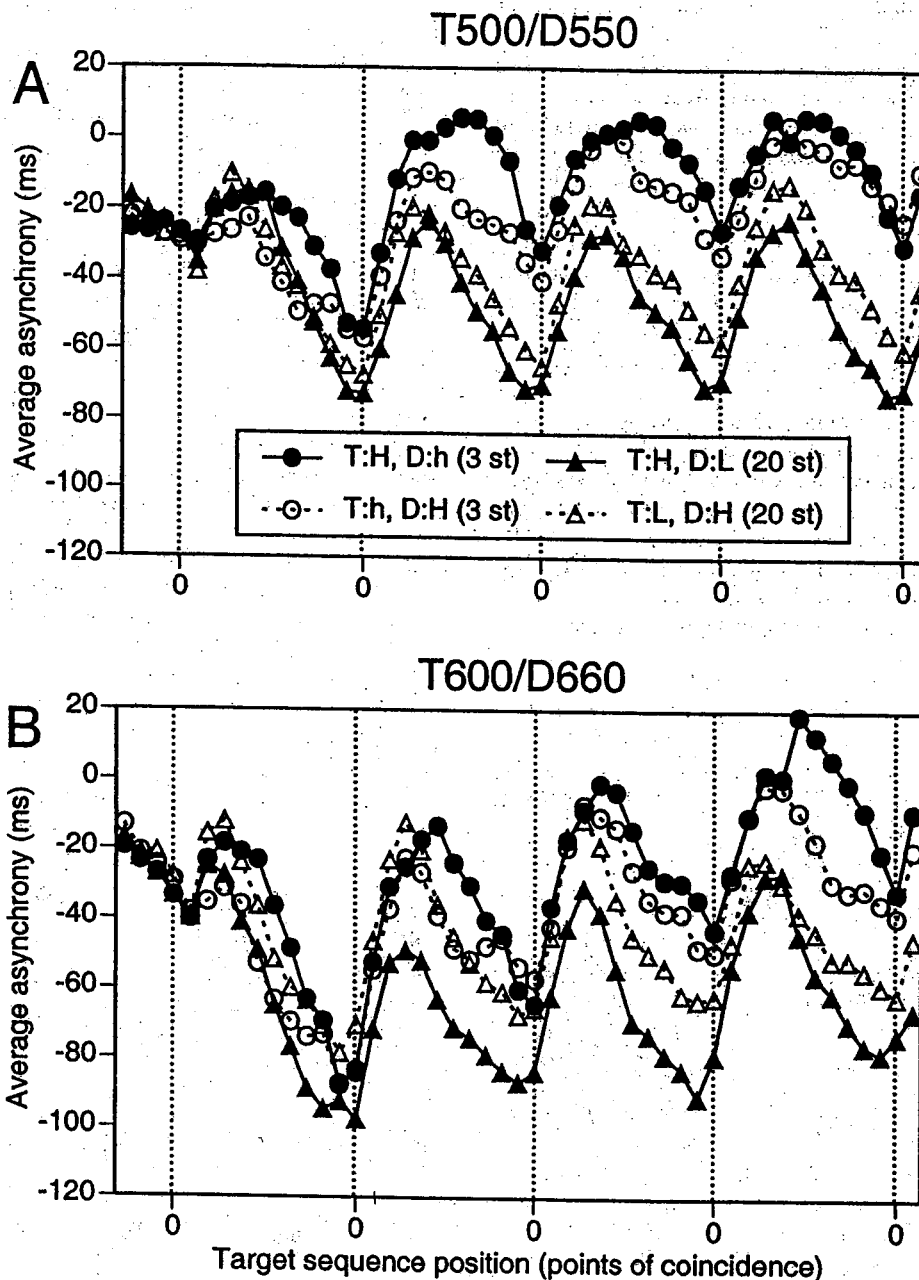 T500/D550
A
Average asynchrony (ms)
20
0
-20
-40
-60
-80
-100
-120
T:H, D:h (3 st) T:H, D:L (20 st)
T:h, D:H (3 st) T:L, D:H (20 st)
0 0 0 0 0
T600/D660
B
Average asynchrony (ms)
20
0
-20
-40
-60
-80
-100
-120
0 0 0 0 0
Target sequence position (points of coincidence)